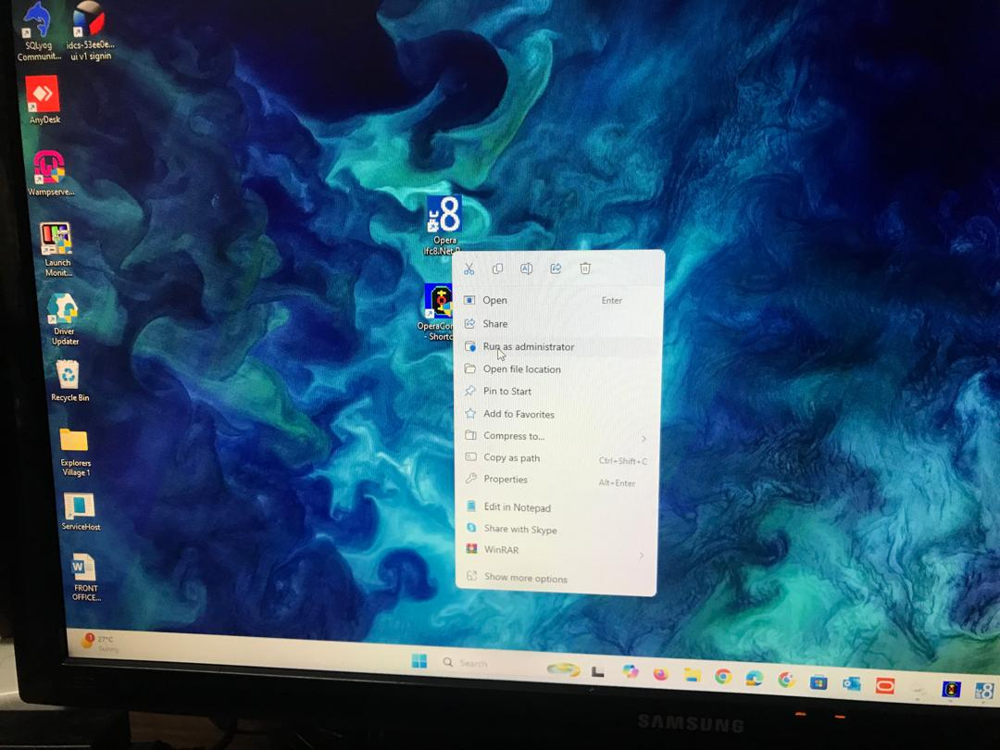 SQLyog
Communit...
idcs-53ee0e...
ui v1 signin
AnyDesk
Wampserve...
Launch
Monit...
Driver
Updater
Recycle Bin
Explorers
Village 1
ServiceHost
W
FRONT
OFFICE...
8
Opera
Ifc8.Net
OperaCon
- Shortc
Open Enter
Share
Run as administrator
Open file location
Pin to Start
Add to Favorites
Compress to...
Copy as path Ctrl+Shift+C
Properties Alt+Enter
Edit in Notepad
Share with Skype
WinRAR
Show more options
1
27°C
Sunny
Search
8
SAMSUNG